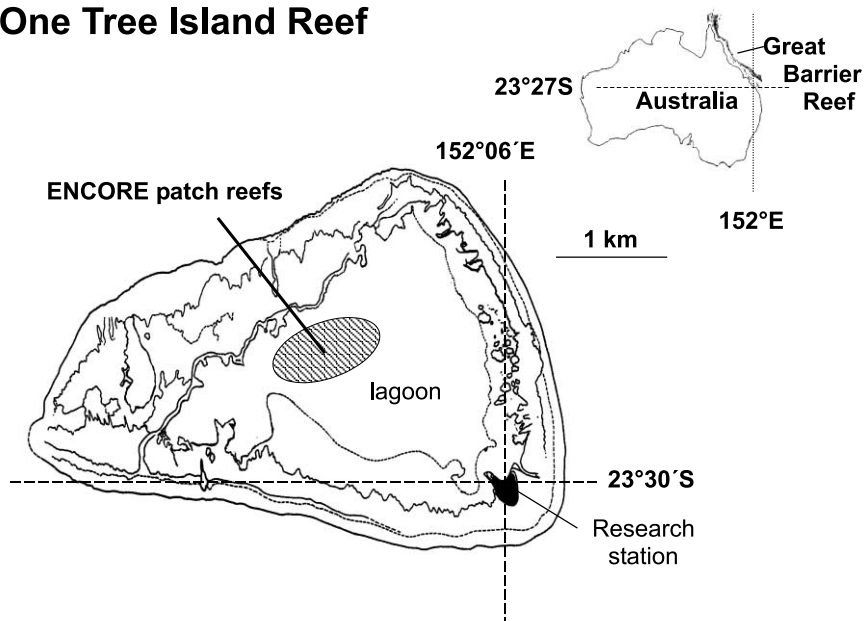 One Tree Island Reef
Great
Barrier
Reef
23°27S
Australia
152°06´E
ENCORE patch reefs
152°E
1 km
lagoon
23°30´S
Research
station